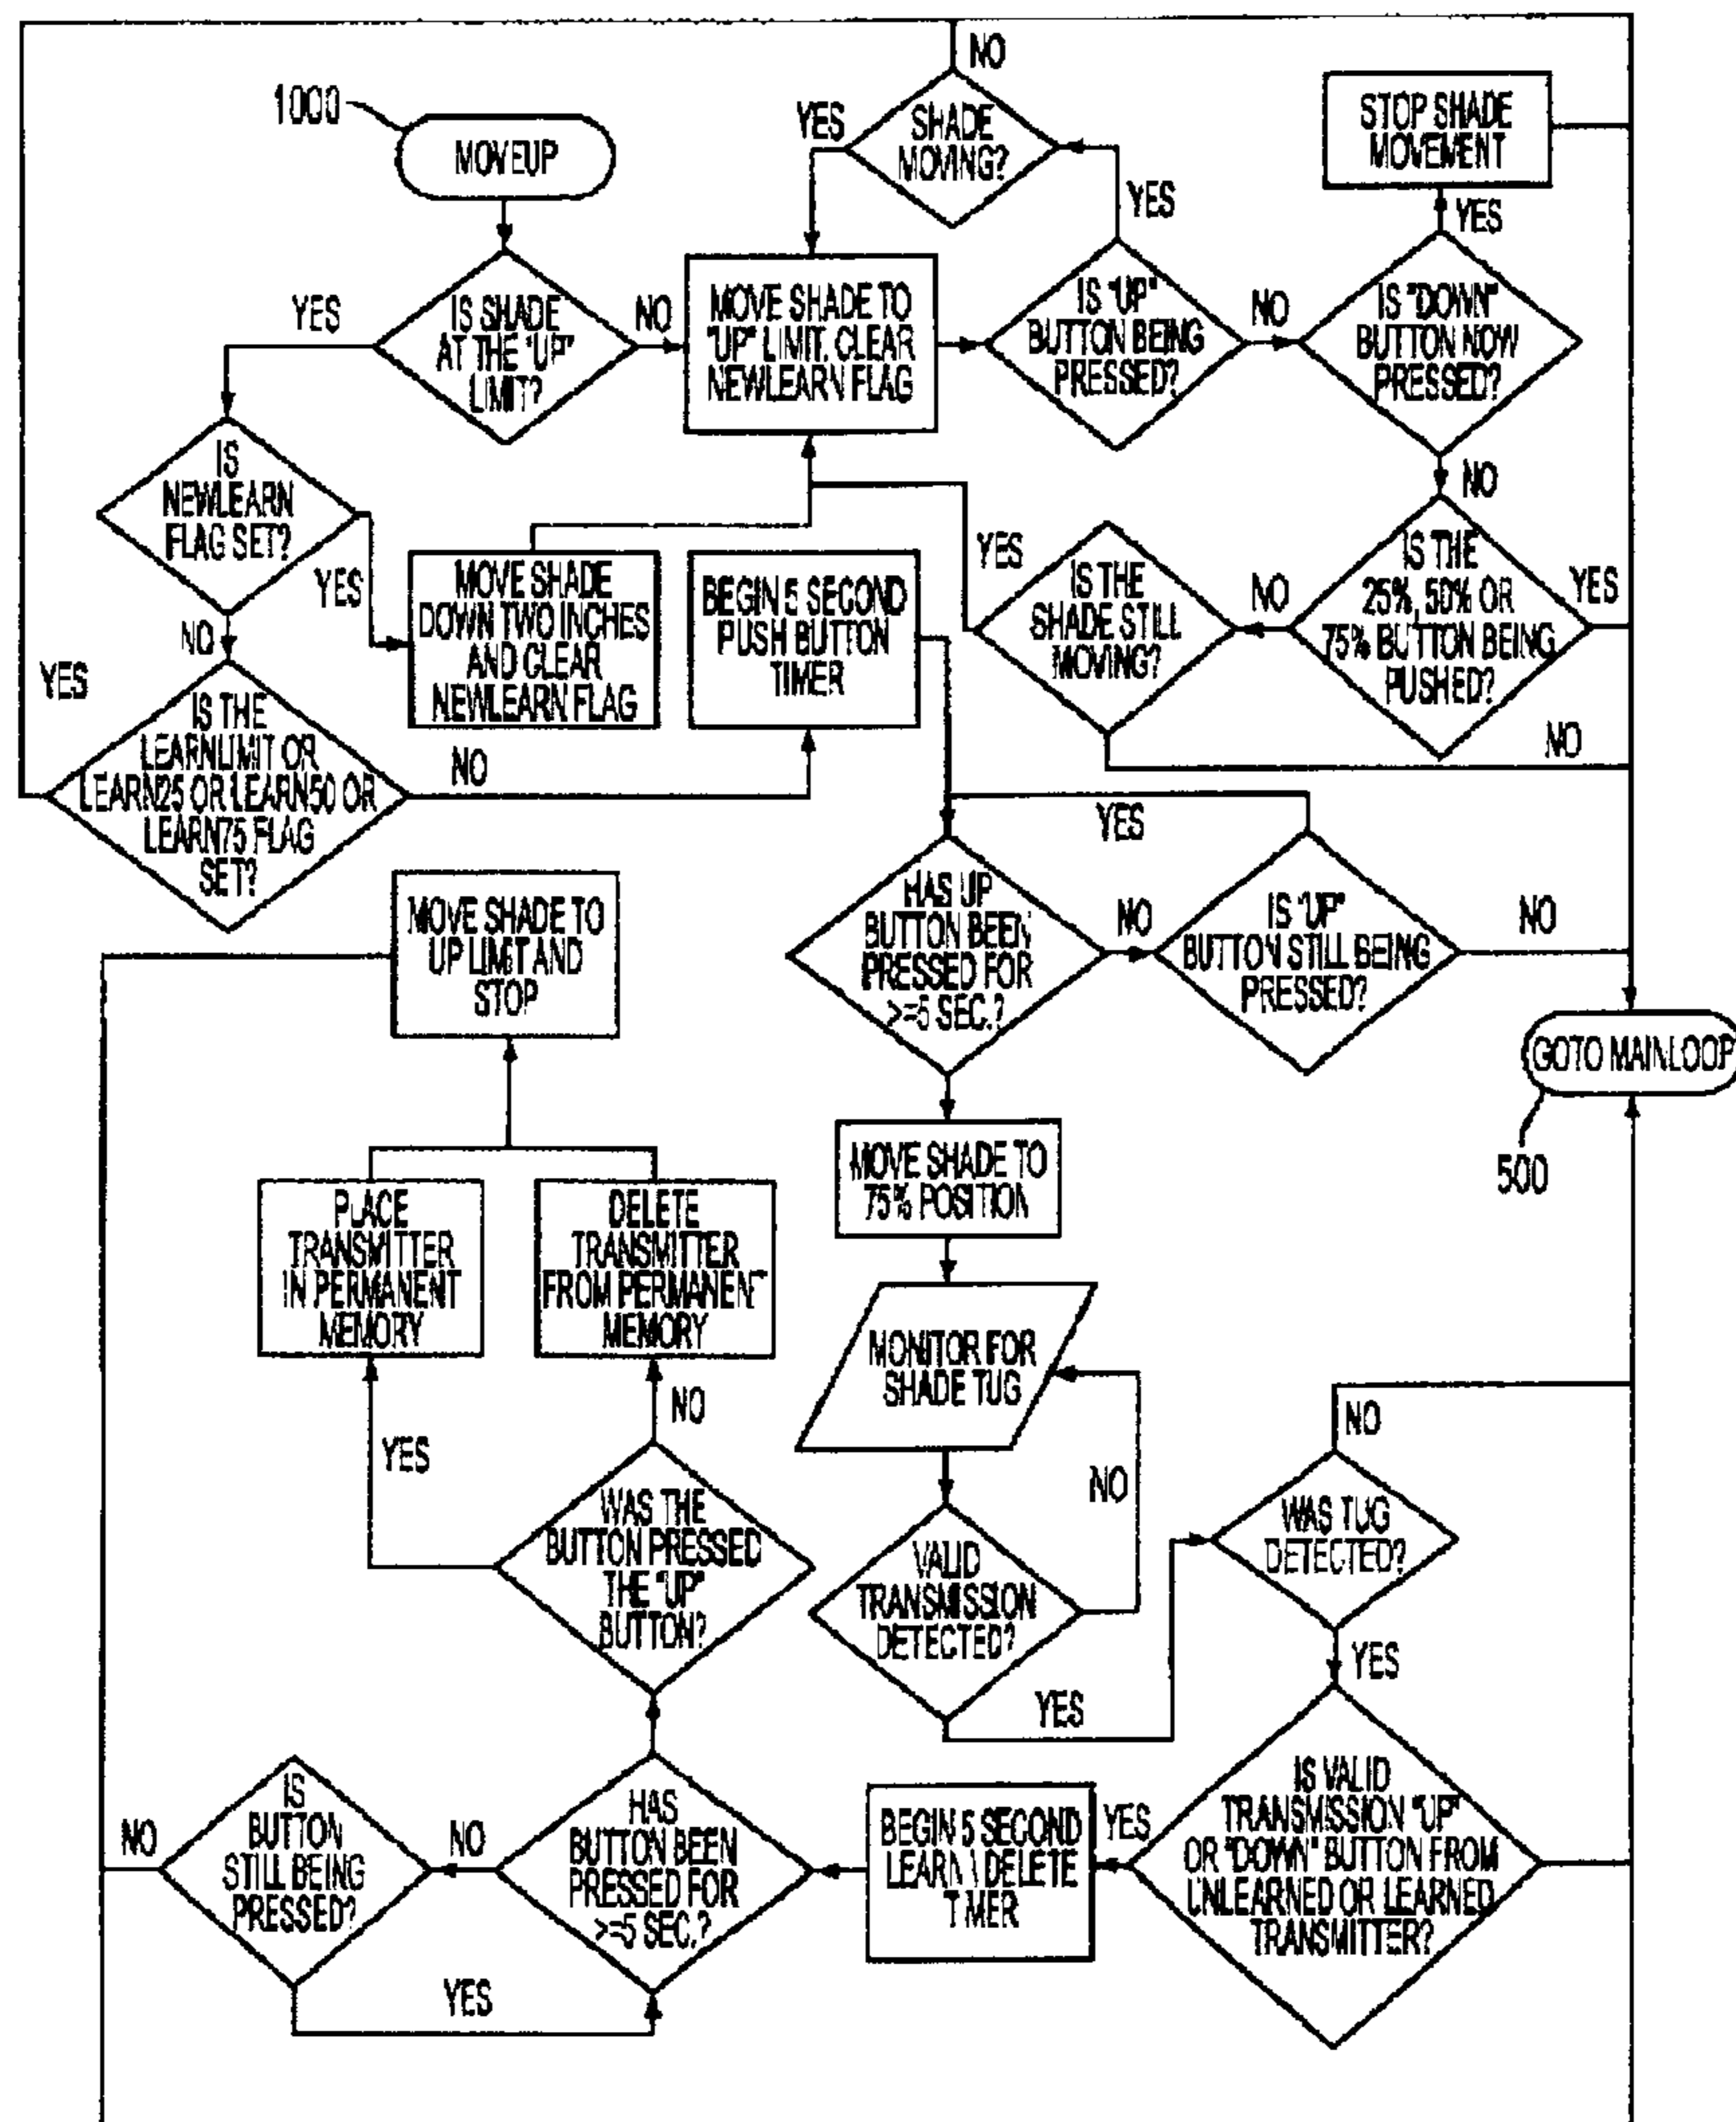 NO
1000
MOVEUP
YES
SHADE
MOVING?
STOP SHADE
MOVEMENT
YES
YES
YES
IS SHADE
AT THE "UP"
LIMIT?
NO
MOVE SHADE TO
"UP" LIMIT. CLEAR
NEWLEARN FLAG
IS "UP"
BUTTON BEING
PRESSED?
NO
IS "DOWN"
BUTTON NOW
PRESSED?
NO
IS
NEWLEARN
FLAG SET?
YES
NO
MOVE SHADE
DOWN TWO INCHES
AND CLEAR
NEWLEARN FLAG
BEGIN 5 SECOND
PUSH BUTTON
TIMER
YES
IS THE
SHADE STILL
MOVING?
NO
IS THE
25%, 50% OR
75% BUTTON BEING
PUSHED?
YES
NO
YES
IS THE
LEARNLIMIT OR
LEARN25 OR LEARN50 OR
LEARN75 FLAG
SET?
NO
YES
MOVE SHADE TO
UP LIMIT AND
STOP
HAS UP
BUTTON BEEN
PRESSED FOR
>=5 SEC.?
NO
IS "UP"
BUTTON STILL BEING
PRESSED?
NO
GOTO MAINLOOP
500
MOVE SHADE TO
75% POSITION
PLACE
TRANSMITTER
IN PERMANENT
MEMORY
DELETE
TRANSMITTER
FROM PERMANENT
MEMORY
MONITOR FOR
SHADE TUG
NO
YES
NO
NO
WAS THE
BUTTON PRESSED
THE "UP"
BUTTON?
VALID
TRANSMISSION
DETECTED?
WAS TUG
DETECTED?
YES
YES
NO
IS
BUTTON
STILL BEING
PRESSED?
NO
HAS
BUTTON BEEN
PRESSED FOR
>=5 SEC.?
BEGIN 5 SECOND
LEARN \ DELETE
TIMER
YES
IS VALID
TRANSMISSION "UP"
OR "DOWN" BUTTON FROM
UNLEARNED OR LEARNED
TRANSMITTER?
YES